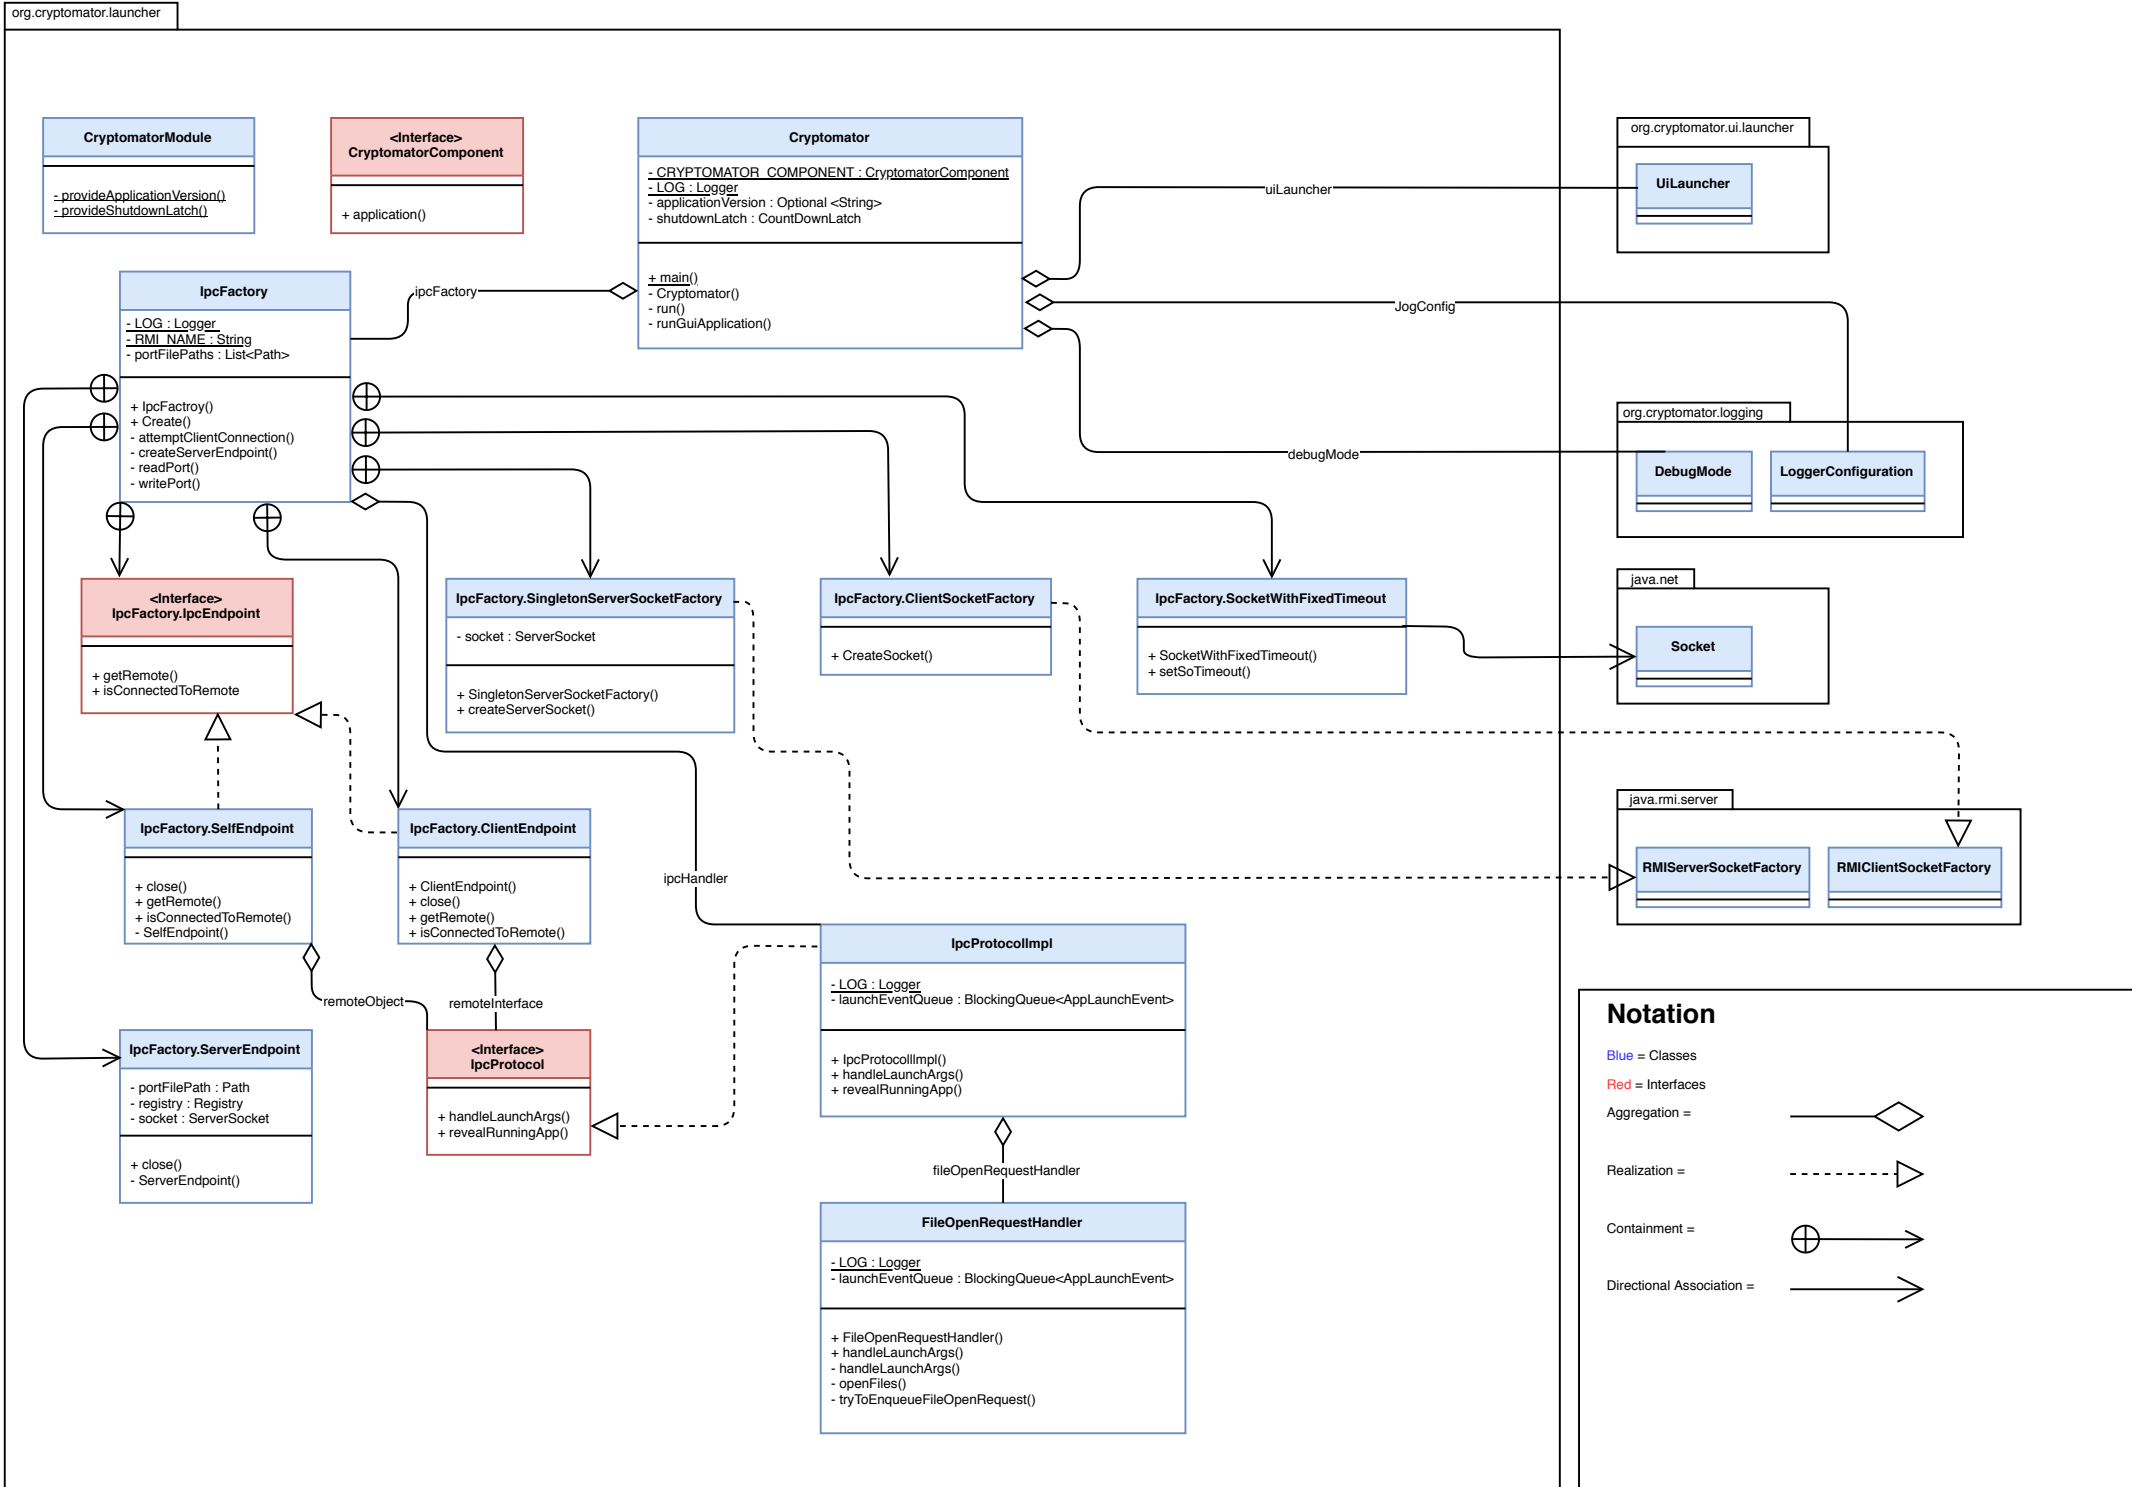 org.cryptomator.launcher
CryptomatorModule
- provideApplicationVersion()
- provideShutdownLatch()
<Interface>
CryptomatorComponent
+ application()
Cryptomator
- CRYPTOMATOR_COMPONENT : CryptomatorComponent
- LOG : Logger
- applicationVersion : Optional <String>
- shutdownLatch : CountDownLatch
+ main()
- Cryptomator()
- run()
- runGuiApplication()
uiLauncher
org.cryptomator.ui.launcher
UiLauncher
IpcFactory
- LOG : Logger
- RMI_NAME : String
- portFilePaths : List<Path>
+ IpcFactroy()
+ Create()
- attemptClientConnection()
- createServerEndpoint()
- readPort()
- writePort()
ipcFactory
JogConfig
debugMode
org.cryptomator.logging
DebugMode
LoggerConfiguration
<Interface>
IpcFactory.IpcEndpoint
+ getRemote()
+ isConnectedToRemote
IpcFactory.SingletonServerSocketFactory
- socket : ServerSocket
+ SingletonServerSocketFactory()
+ createServerSocket()
IpcFactory.ClientSocketFactory
+ CreateSocket()
IpcFactory.SocketWithFixedTimeout
+ SocketWithFixedTimeout()
+ setSoTimeout()
java.net
Socket
IpcFactory.SelfEndpoint
+ close()
+ getRemote()
+ isConnectedToRemote()
- SelfEndpoint()
IpcFactory.ClientEndpoint
+ ClientEndpoint()
+ close()
+ getRemote()
+ isConnectedToRemote()
ipcHandler
java.rmi.server
RMIServerSocketFactory
RMIClientSocketFactory
remoteObject
remoteInterface
IpcFactory.ServerEndpoint
- portFilePath : Path
- registry : Registry
- socket : ServerSocket
+ close()
- ServerEndpoint()
<Interface>
IpcProtocol
+ handleLaunchArgs()
+ revealRunningApp()
IpcProtocolImpl
- LOG : Logger
- launchEventQueue : BlockingQueue<AppLaunchEvent>
+ IpcProtocollmpl()
+ handleLaunchArgs()
+ revealRunningApp()
fileOpenRequestHandler
FileOpenRequestHandler
- LOG : Logger
- launchEventQueue : BlockingQueue<AppLaunchEvent>
+ FileOpenRequestHandler()
+ handleLaunchArgs()
- handleLaunchArgs()
- openFiles()
- tryToEnqueueFileOpenRequest()
Notation
Blue = Classes
Red = Interfaces
Aggregation =
Realization =
Containment =
Directional Association =